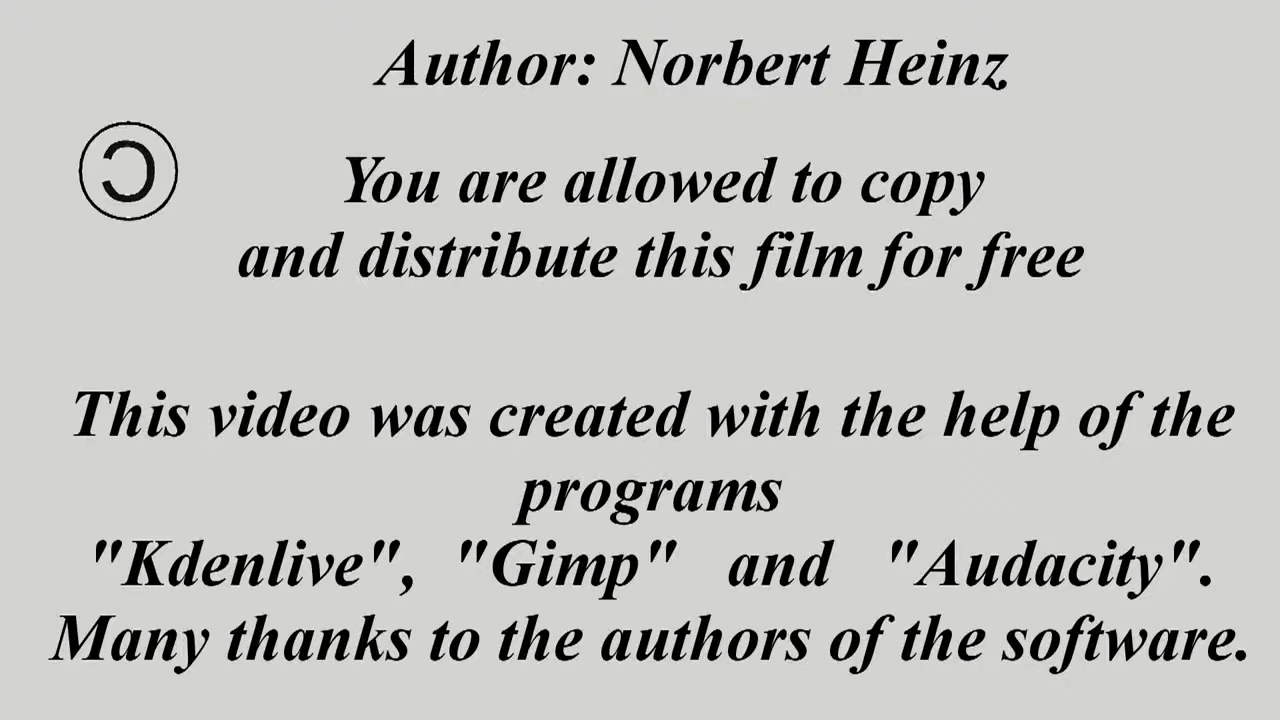 Author: Norbert Heinz
You are allowed to copy
and distribute this film for free
This video was created with the help of the
programs
"Kdenlive", "Gimp" and "Audacity".
Many thanks to the authors of the software.